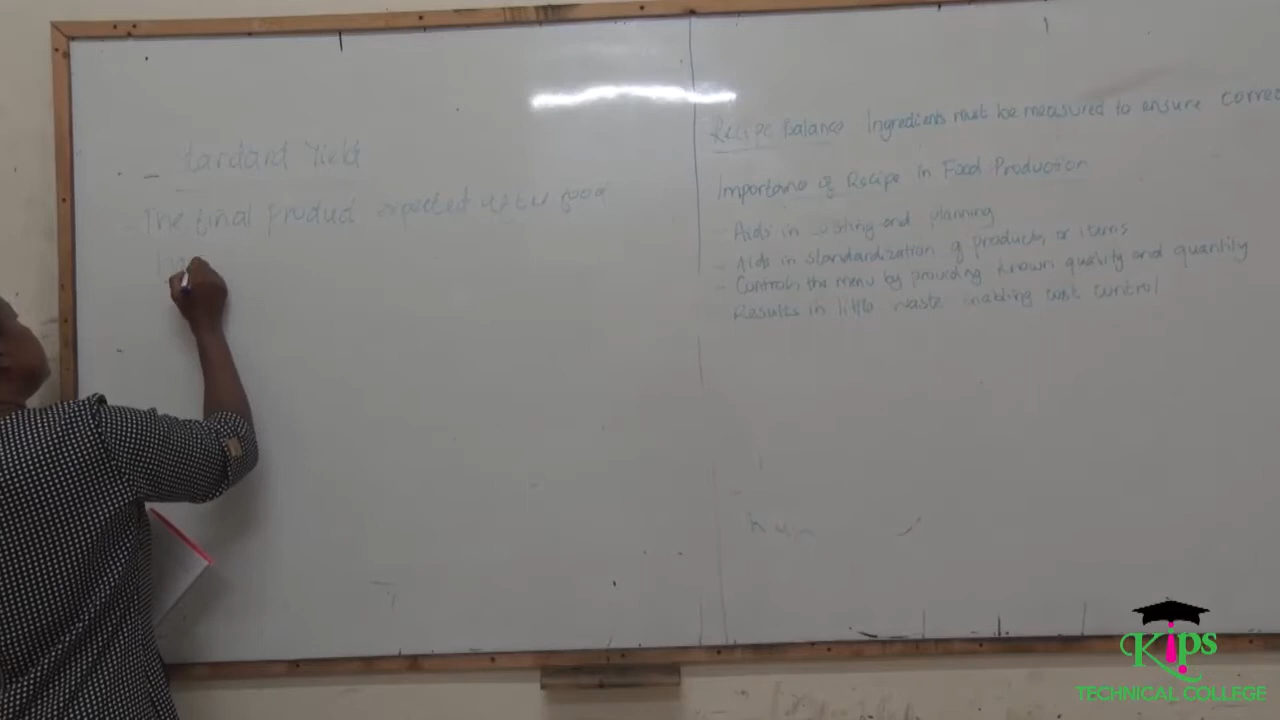 tandard Yield
The final product expected after food
Recipe Balance Ingredients must be measured to ensure correc
Importance of Recipe in Food Production
- Aids in costing and planning
- Aids in standardization of products or items
- Controls the menu by providing known quality and quantity
Results in little waste enabling cost control
Kips
TECHNICAL COLLEGE